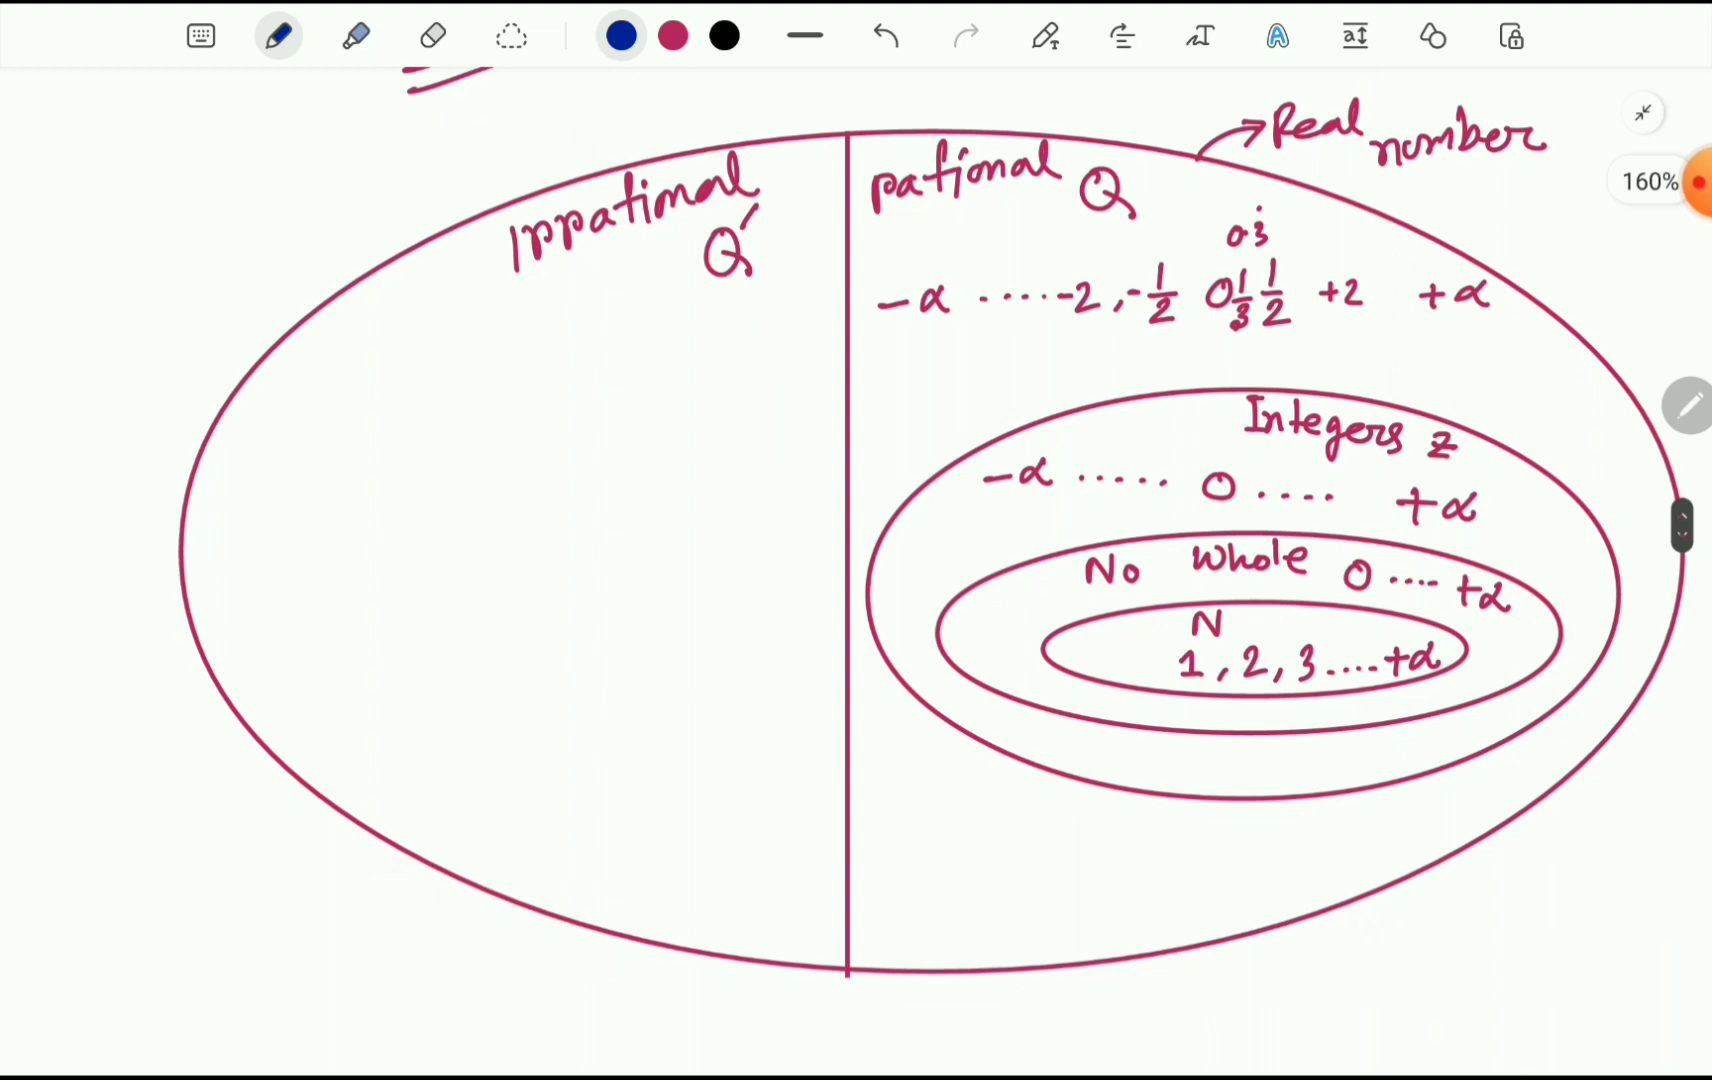 160%
Real number
Irrational
Q'
Rational Q
0.3̇
-α ..... -2, -1/2 0 1/3 1/2 +2 +α
Integers z
-α ..... 0 .... +α
No Whole 0 .... +α
N
1, 2, 3 .... +α